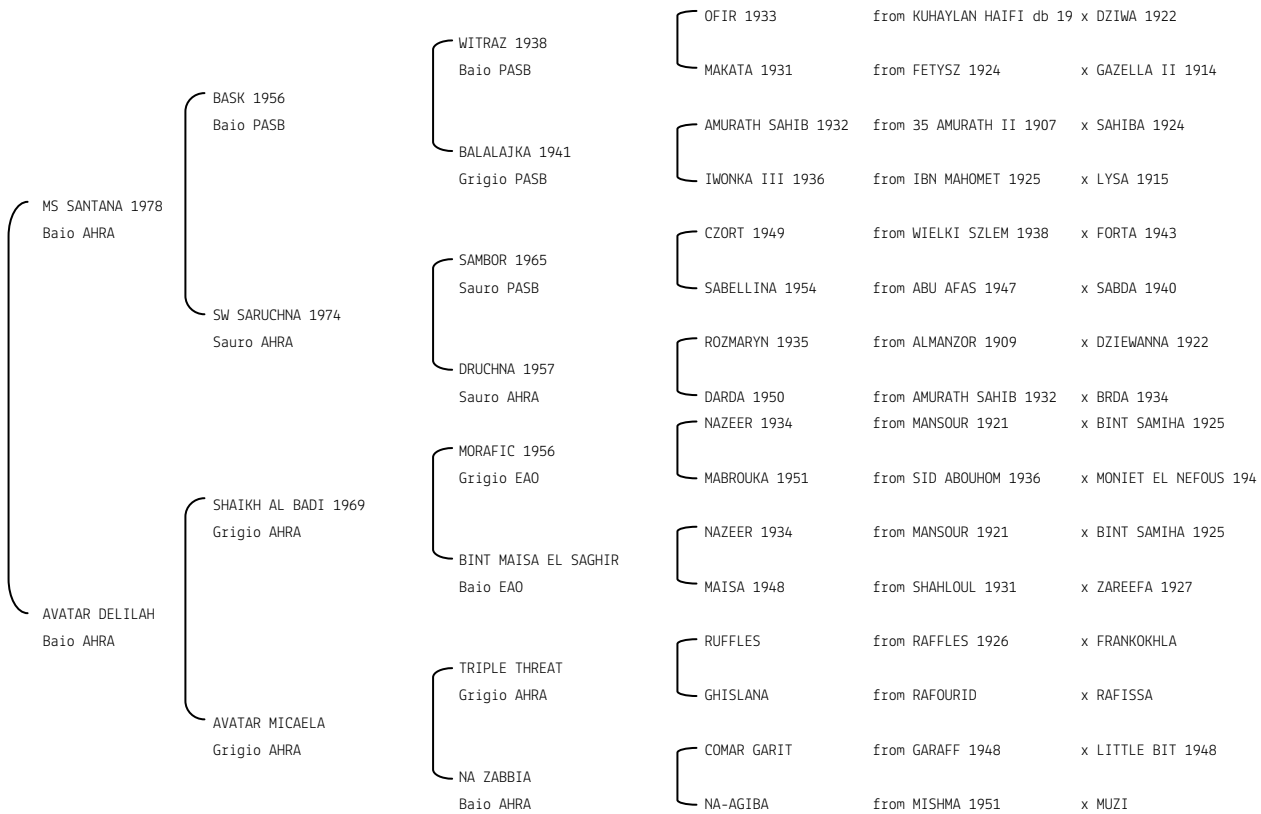 OFIR 1933 from KUHAYLAN HAIFI db 19 x DZIWA 1922
WITRAZ 1938
Baio PASB
MAKATA 1931 from FETYSZ 1924 x GAZELLA II 1914
BASK 1956
Baio PASB
AMURATH SAHIB 1932 from 35 AMURATH II 1907 x SAHIBA 1924
BALALAJKA 1941
Grigio PASB
IWONKA III 1936 from IBN MAHOMET 1925 x LYSA 1915
MS SANTANA 1978
Baio AHRA
CZORT 1949 from WIELKI SZLEM 1938 x FORTA 1943
SAMBOR 1965
Sauro PASB
SABELLINA 1954 from ABU AFAS 1947 x SABDA 1940
SW SARUCHNA 1974
Sauro AHRA
ROZMARYN 1935 from ALMANZOR 1909 x DZIEWANNA 1922
DRUCHNA 1957
Sauro AHRA
DARDA 1950 from AMURATH SAHIB 1932 x BRDA 1934
NAZEER 1934 from MANSOUR 1921 x BINT SAMIHA 1925
MORAFIC 1956
Grigio EAO
MABROUKA 1951 from SID ABOUHOM 1936 x MONIET EL NEFOUS 194
SHAIKH AL BADI 1969
Grigio AHRA
NAZEER 1934 from MANSOUR 1921 x BINT SAMIHA 1925
BINT MAISA EL SAGHIR
Baio EAO
MAISA 1948 from SHAHLOUL 1931 x ZAREEFA 1927
AVATAR DELILAH
Baio AHRA
RUFFLES from RAFFLES 1926 x FRANKOKHLA
TRIPLE THREAT
Grigio AHRA
GHISLANA from RAFOURID x RAFISSA
AVATAR MICAELA
Grigio AHRA
COMAR GARIT from GARAFF 1948 x LITTLE BIT 1948
NA ZABBIA
Baio AHRA
NA-AGIBA from MISHMA 1951 x MUZI